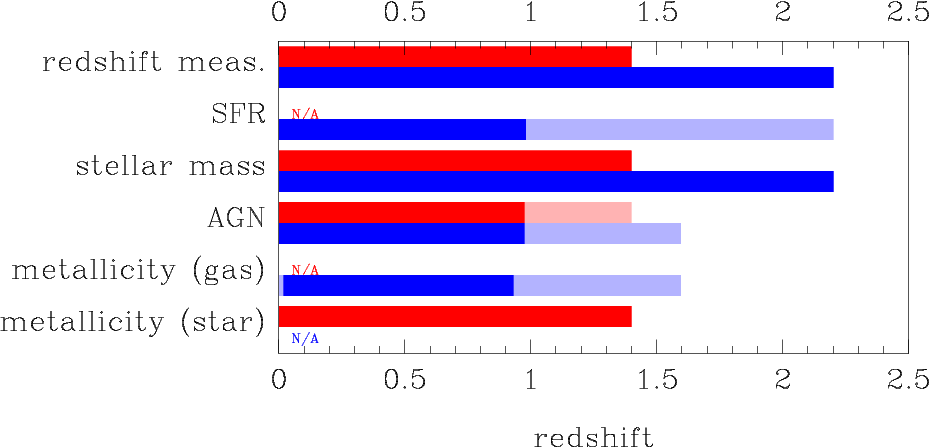 0 0.5 1 1.5 2 2.5
redshift meas.
SFR
N/A
stellar mass
AGN
metallicity (gas)
N/A
metallicity (star)
N/A
0 0.5 1 1.5 2 2.5
redshift